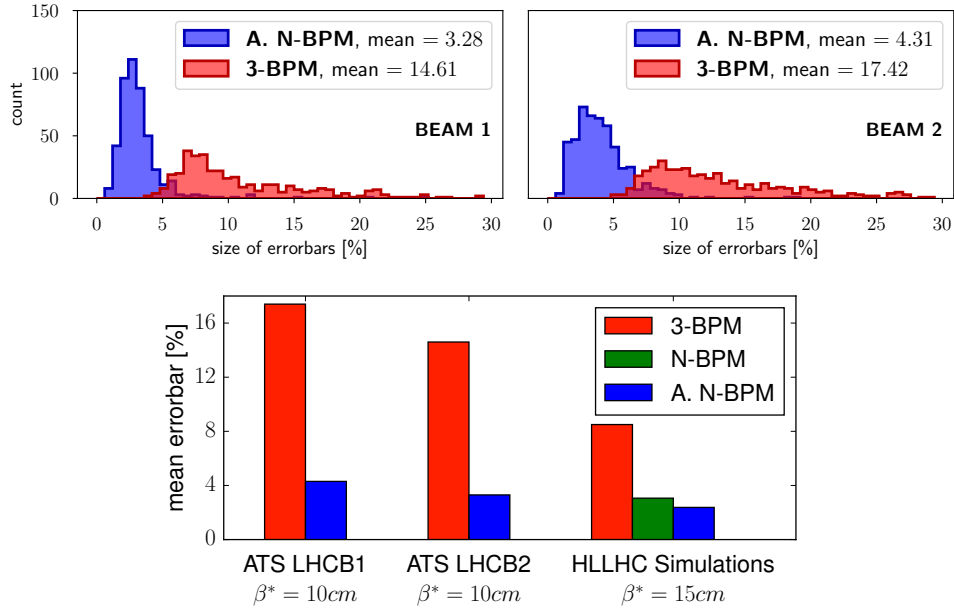 150
100
50
0
count
A. N-BPM, mean = 3.28
3-BPM, mean = 14.61
BEAM 1
0 5 10 15 20 25 30
size of errorbars [%]
A. N-BPM, mean = 4.31
3-BPM, mean = 17.42
BEAM 2
0 5 10 15 20 25 30
size of errorbars [%]
16
12
8
4
0
mean errorbar [%]
3-BPM
N-BPM
A. N-BPM
ATS LHCB1 ATS LHCB2 HLLHC Simulations
β* = 10cm β* = 10cm β* = 15cm